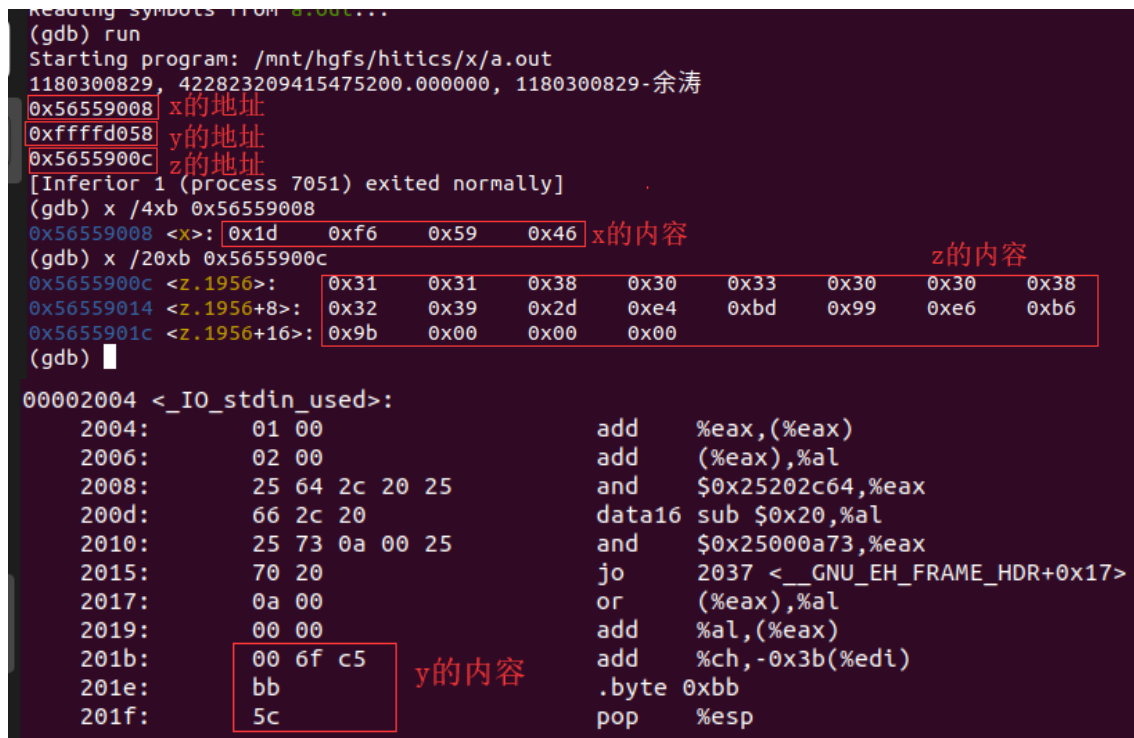 Reading symbols from a.out...
(gdb) run
Starting program: /mnt/hgfs/hitics/x/a.out
1180300829, 422823209415475200.000000, 1180300829-余涛
0x56559008 x的地址
0xffffd058 y的地址
0x5655900c z的地址
[Inferior 1 (process 7051) exited normally]
(gdb) x /4xb 0x56559008
0x56559008 <x>: 0x1d 0xf6 0x59 0x46 x的内容
(gdb) x /20xb 0x5655900c z的内容
0x5655900c <z.1956>: 0x31 0x31 0x38 0x30 0x33 0x30 0x30 0x38
0x56559014 <z.1956+8>: 0x32 0x39 0x2d 0xe4 0xbd 0x99 0xe6 0xb6
0x5655901c <z.1956+16>: 0x9b 0x00 0x00 0x00
(gdb)
00002004 <_IO_stdin_used>:
2004: 01 00 add %eax,(%eax)
2006: 02 00 add (%eax),%al
2008: 25 64 2c 20 25 and $0x25202c64,%eax
200d: 66 2c 20 data16 sub $0x20,%al
2010: 25 73 0a 00 25 and $0x25000a73,%eax
2015: 70 20 jo 2037 <__GNU_EH_FRAME_HDR+0x17>
2017: 0a 00 or (%eax),%al
2019: 00 00 add %al,(%eax)
201b: 00 6f c5 add %ch,-0x3b(%edi)
y的内容
201e: bb .byte 0xbb
201f: 5c pop %esp